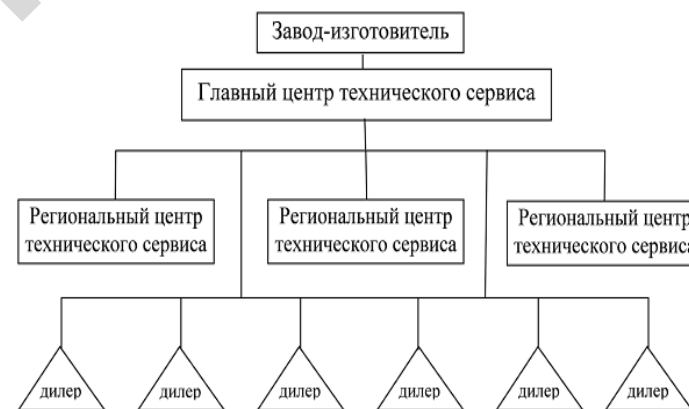 Завод-изготовитель
Главный центр технического сервиса
Региональный центр
технического сервиса
Региональный центр
технического сервиса
Региональный центр
технического сервиса
дилер
дилер
дилер
дилер
дилер
дилер